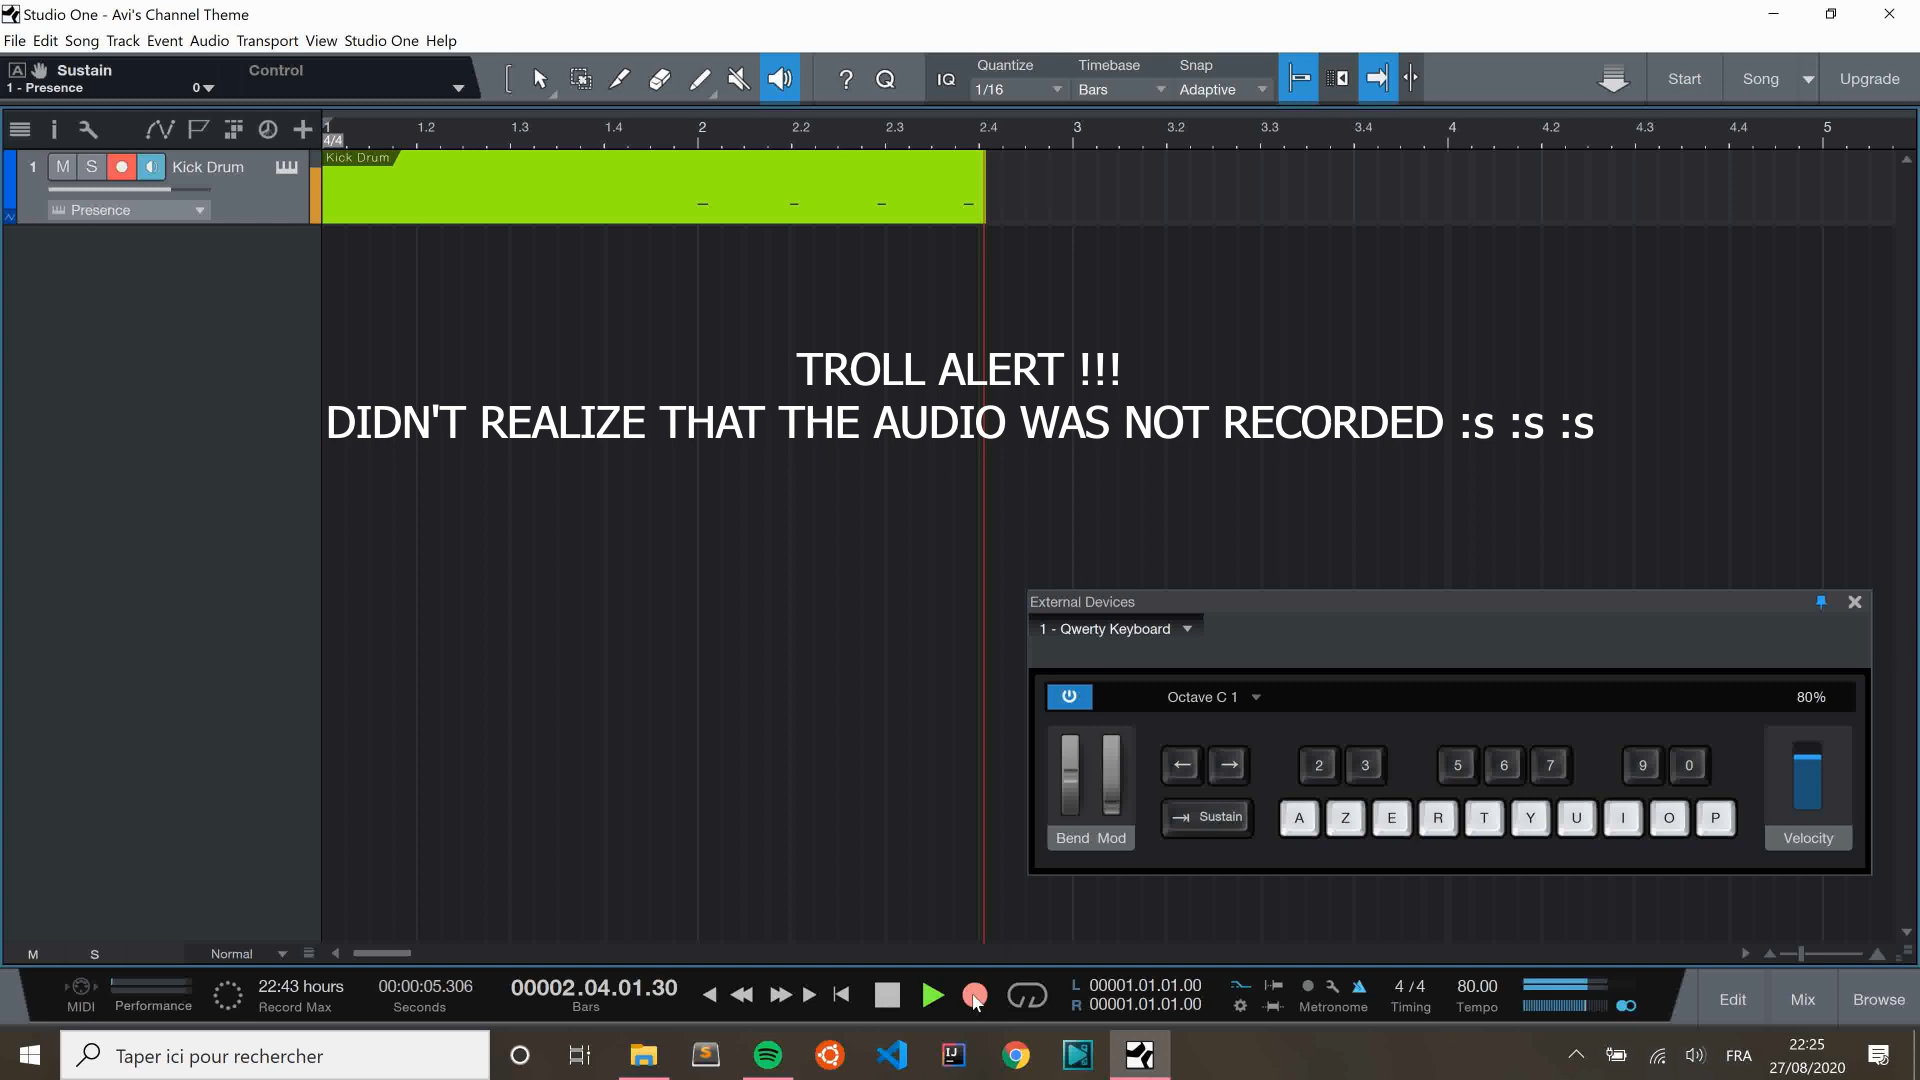 Studio One - Avi's Channel Theme
File Edit Song Track Event Audio Transport View Studio One Help
A Sustain Control
1 - Presence 0
? Q IQ
Quantize Timebase Snap
1/16 Bars Adaptive
Start Song Upgrade
1 1.2 1.3 1.4 2 2.2 2.3 2.4 3 3.2 3.3 3.4 4 4.2 4.3 4.4 5
4/4
1 M S Kick Drum
Kick Drum
Presence
TROLL ALERT !!!
DIDN'T REALIZE THAT THE AUDIO WAS NOT RECORDED :s :s :s
External Devices
1 - Qwerty Keyboard
Octave C 1 80%
← → 2 3 5 6 7 9 0
Sustain A Z E R T Y U I O P
Bend Mod Velocity
M S Normal
22:43 hours 00:00:05.306 00002.04.01.30 L 00001.01.01.00 4 / 4 80.00
R 00001.01.01.00
MIDI Performance Record Max Seconds Bars Metronome Timing Tempo
Edit Mix Browse
Taper ici pour rechercher
FRA
22:25
27/08/2020